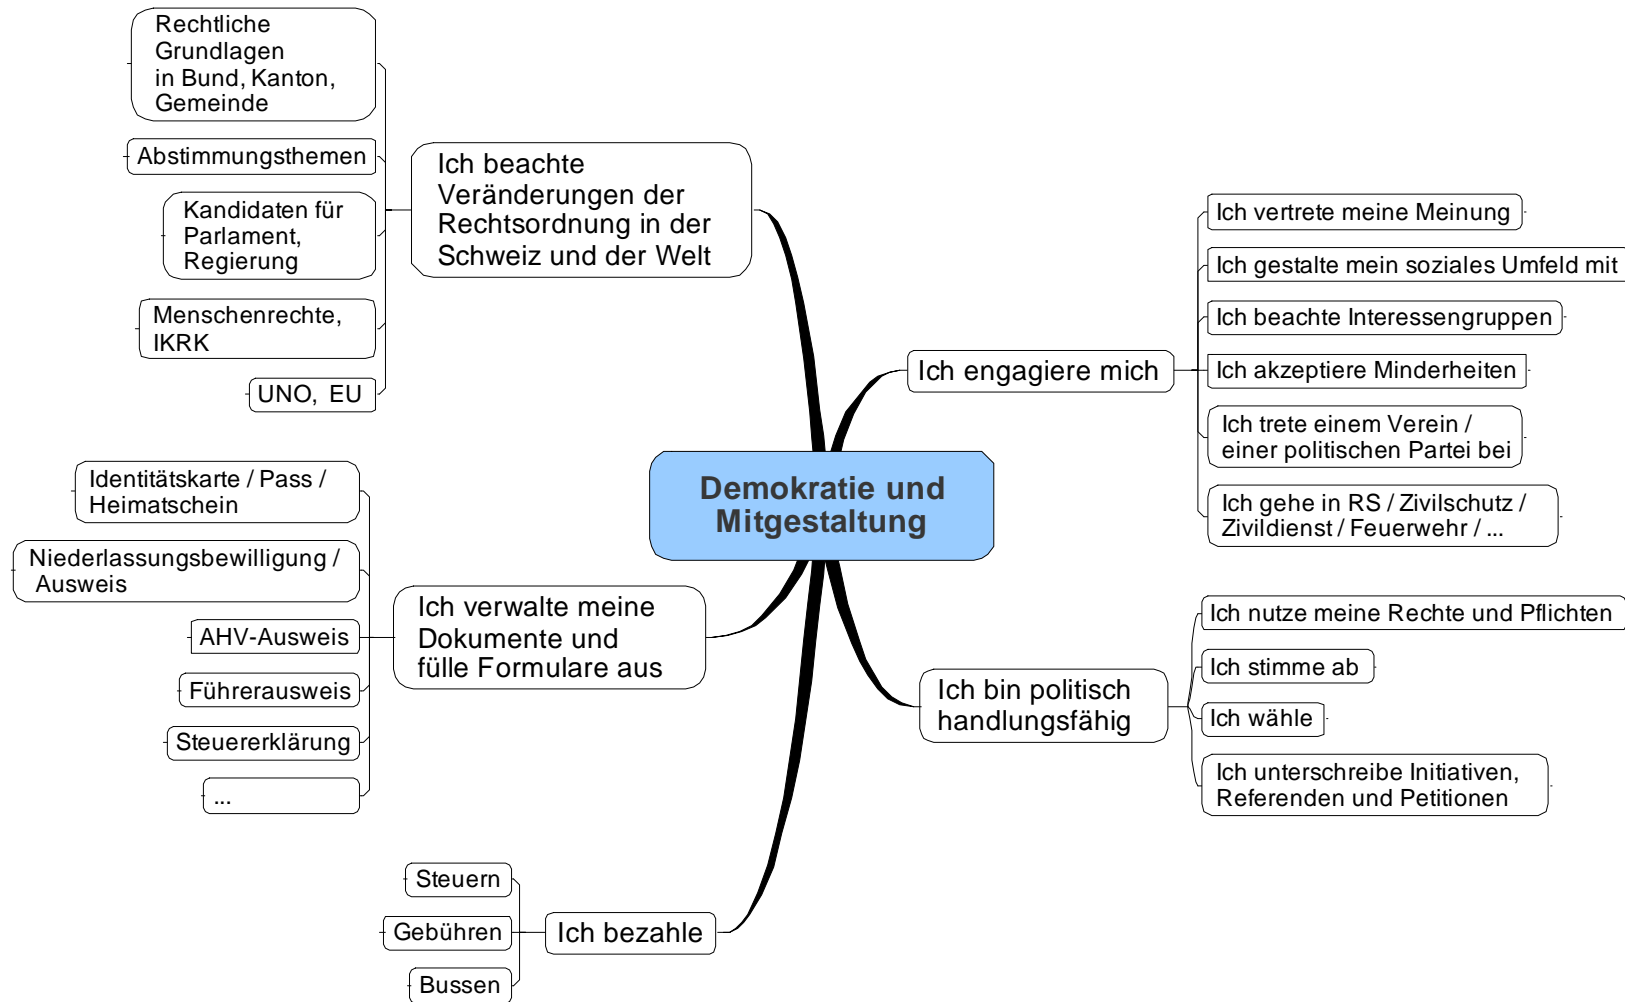 Demokratie und
Mitgestaltung
Ich beachte
Veränderungen der
Rechtsordnung in der
Schweiz und der Welt
Rechtliche
Grundlagen
in Bund, Kanton,
Gemeinde
Abstimmungsthemen
Kandidaten für
Parlament,
Regierung
Menschenrechte,
IKRK
UNO, EU
Ich verwalte meine
Dokumente und
fülle Formulare aus
Identitätskarte / Pass /
Heimatschein
Niederlassungsbewilligung /
Ausweis
AHV-Ausweis
Führerausweis
Steuererklärung
...
Ich bezahle
Steuern
Gebühren
Bussen
Ich engagiere mich
Ich vertrete meine Meinung
Ich gestalte mein soziales Umfeld mit
Ich beachte Interessengruppen
Ich akzeptiere Minderheiten
Ich trete einem Verein /
einer politischen Partei bei
Ich gehe in RS / Zivilschutz /
Zivildienst / Feuerwehr / ...
Ich bin politisch
handlungsfähig
Ich nutze meine Rechte und Pflichten
Ich stimme ab
Ich wähle
Ich unterschreibe Initiativen,
Referenden und Petitionen